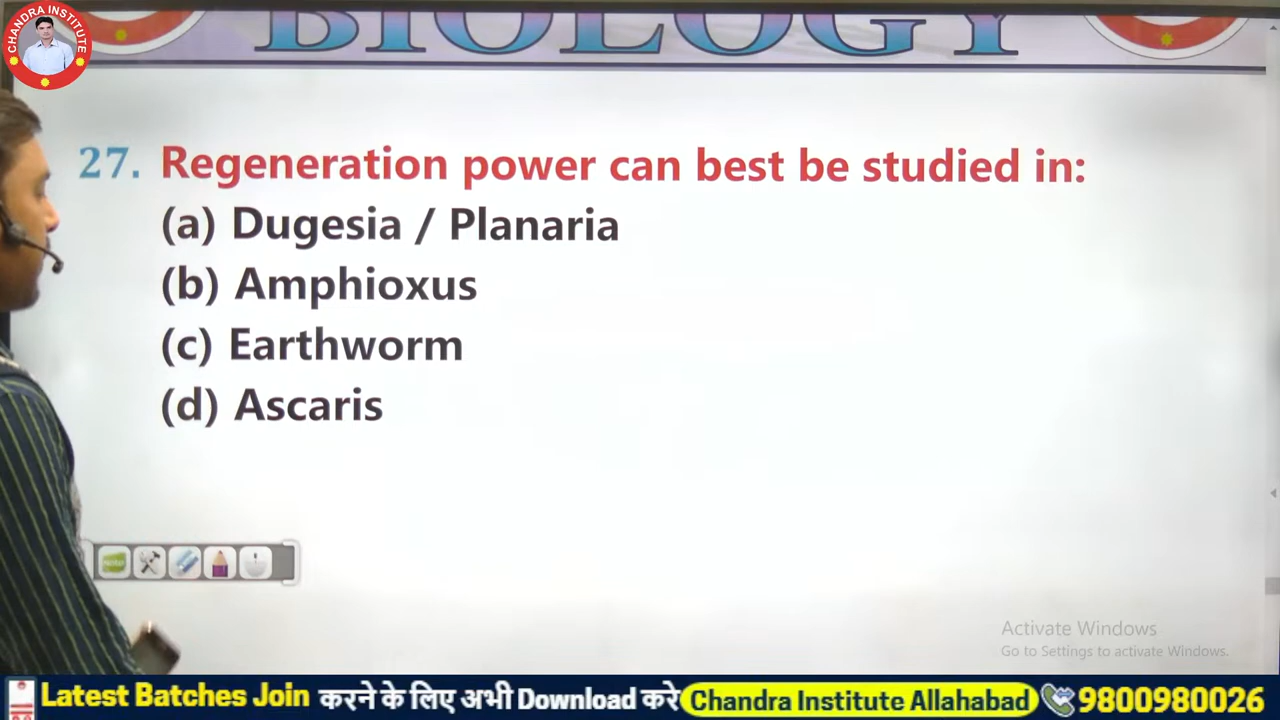 CHANDRA INSTITUTE
BIOLOGY
27. Regeneration power can best be studied in:
(a) Dugesia / Planaria
(b) Amphioxus
(c) Earthworm
(d) Ascaris
Activate Windows
Go to Settings to activate Windows.
Latest Batches Join करने के लिए अभी Download करे Chandra Institute Allahabad 9800980026